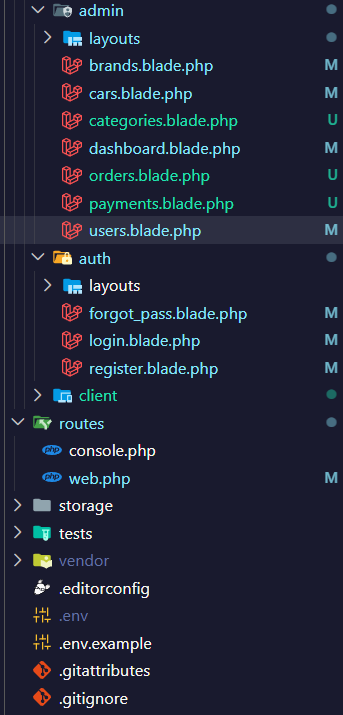 admin
layouts
brands.blade.php M
cars.blade.php M
categories.blade.php U
dashboard.blade.php M
orders.blade.php U
payments.blade.php U
users.blade.php M
auth
layouts
forgot_pass.blade.php M
login.blade.php M
register.blade.php M
client
routes
php console.php
php web.php M
storage
tests
vendor
.editorconfig
.env
.env.example
.gitattributes
.gitignore